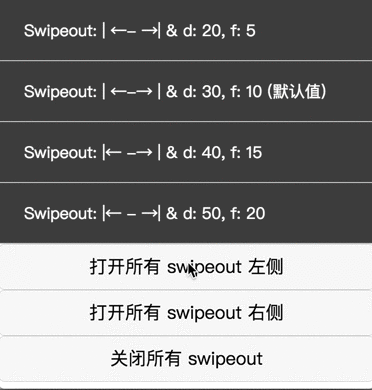 Swipeout: | ←– →| & d: 20, f: 5
Swipeout: | ←–→ | & d: 30, f: 10 (默认值)
Swipeout: |← –→ | & d: 40, f: 15
Swipeout: |← – →| & d: 50, f: 20
打开所有 swipeout 左侧
打开所有 swipeout 右侧
关闭所有 swipeout